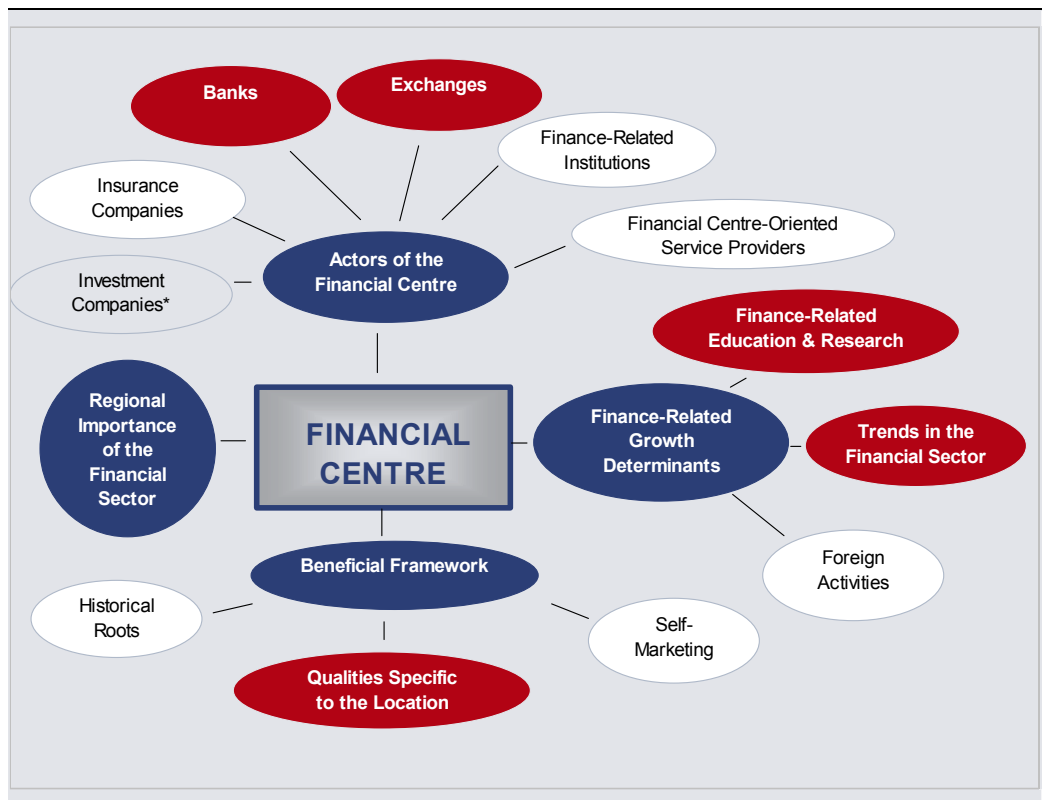 Banks
Exchanges
Finance-Related
Institutions
Insurance
Companies
Financial Centre-Oriented
Service Providers
Actors of the
Financial Centre
Investment
Companies*
Finance-Related
Education & Research
Regional
Importance
of the
Financial
Sector
FINANCIAL
CENTRE
Finance-Related
Growth
Determinants
Trends in the
Financial Sector
Beneficial Framework
Foreign
Activities
Historical
Roots
Self-
Marketing
Qualities Specific
to the Location